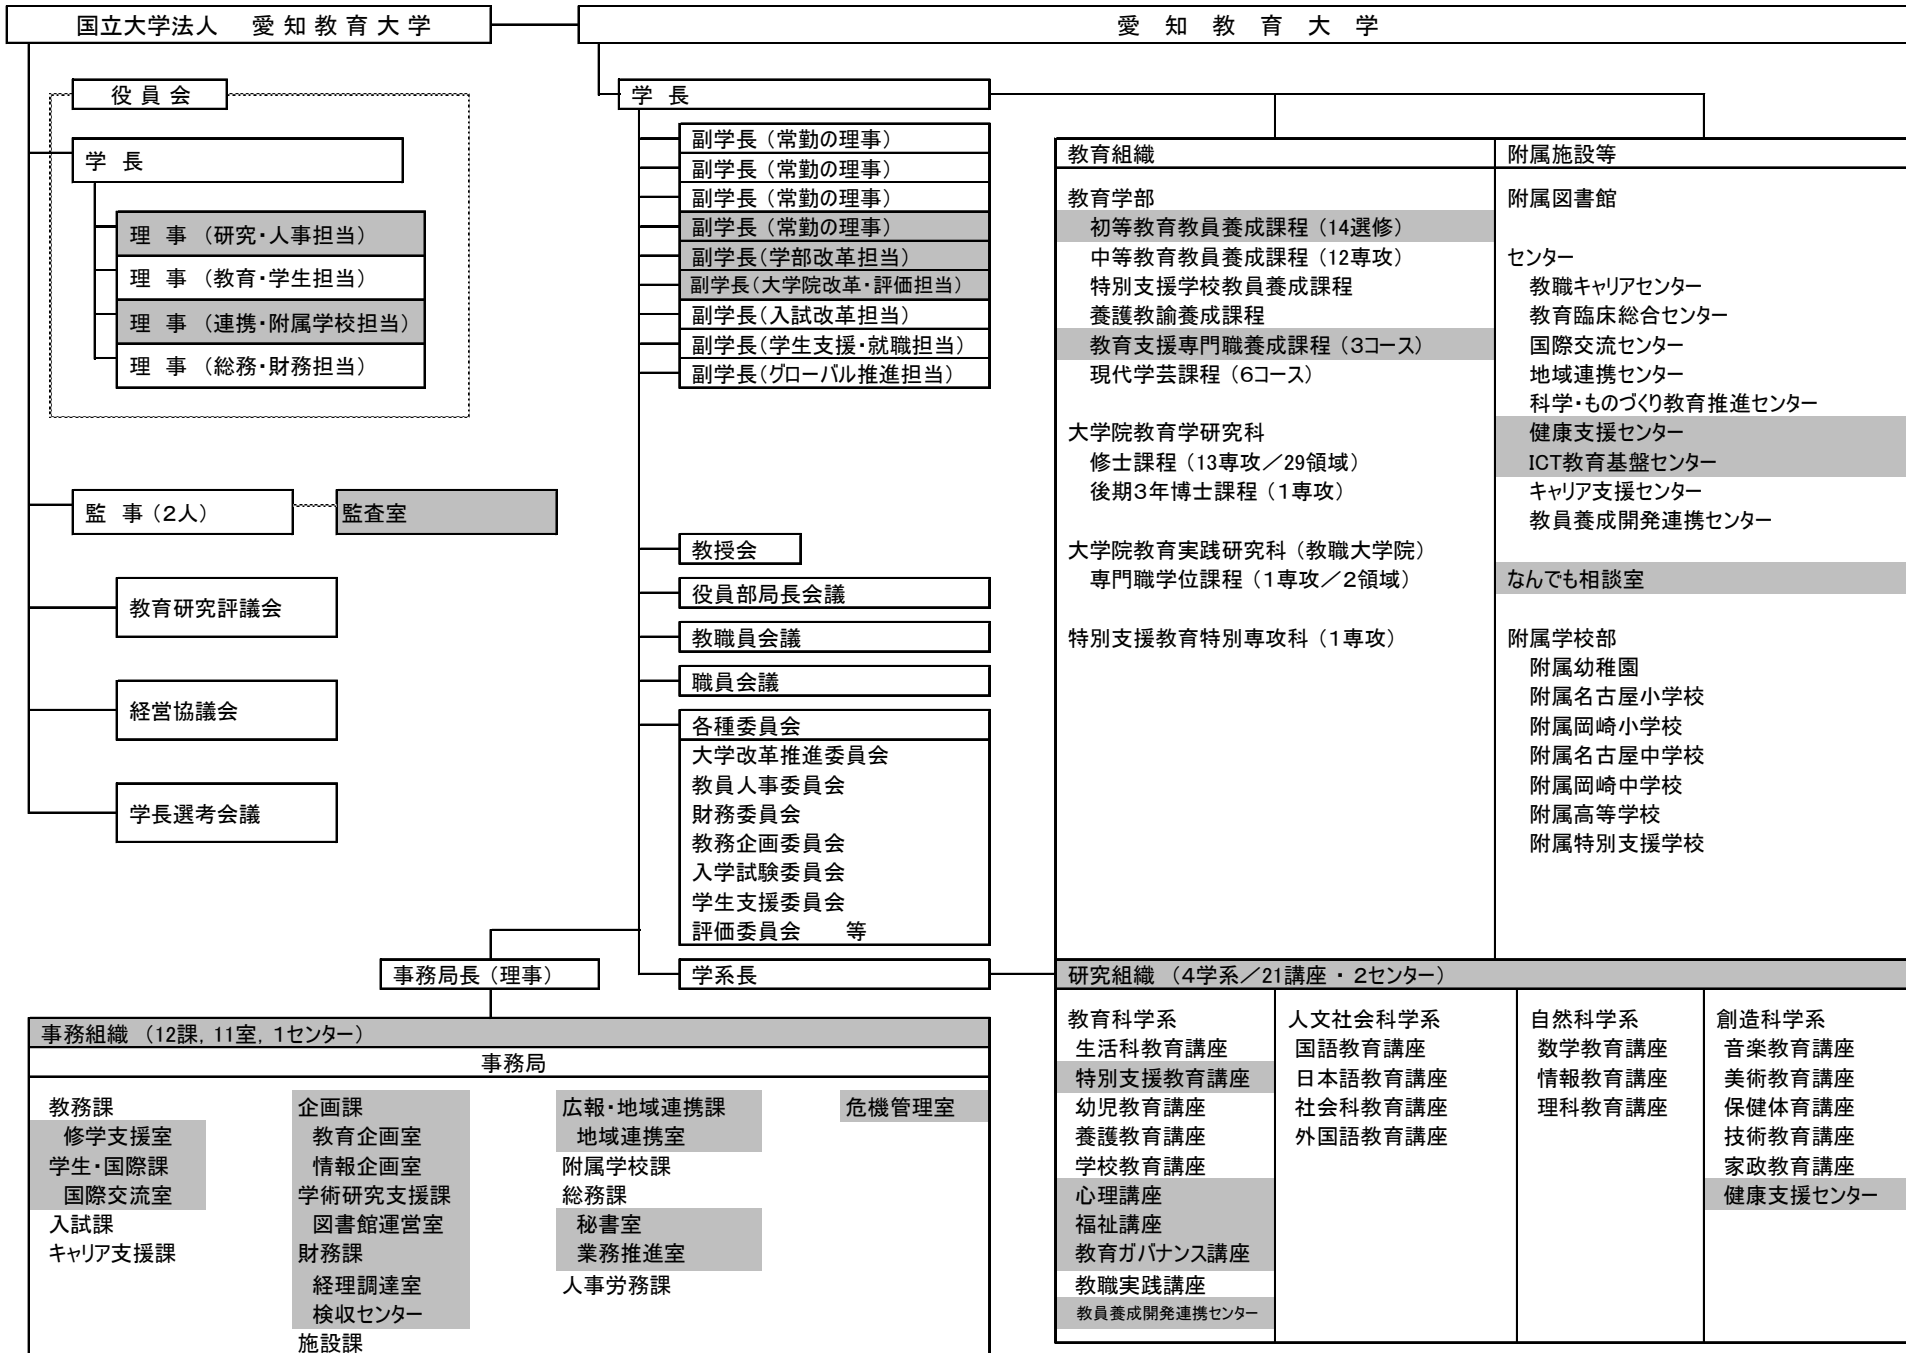 国立大学法人 愛知教育大学
愛知教育大学
役員会
学長
理事（研究・人事担当）
理事（教育・学生担当）
理事（連携・附属学校担当）
理事（総務・財務担当）
監事（2人）
監査室
教育研究評議会
経営協議会
学長選考会議
学長
副学長（常勤の理事）
副学長（常勤の理事）
副学長（常勤の理事）
副学長（常勤の理事）
副学長（学部改革担当）
副学長（大学院改革・評価担当）
副学長（入試改革担当）
副学長（学生支援・就職担当）
副学長（グローバル推進担当）
教授会
役員部局長会議
教職員会議
職員会議
各種委員会
大学改革推進委員会
教員人事委員会
財務委員会
教務企画委員会
入学試験委員会
学生支援委員会
評価委員会 等
学系長
事務局長（理事）
教育組織
教育学部
初等教育教員養成課程（14選修）
中等教育教員養成課程（12専攻）
特別支援学校教員養成課程
養護教諭養成課程
教育支援専門職養成課程（3コース）
現代学芸課程（6コース）
大学院教育学研究科
修士課程（13専攻／29領域）
後期3年博士課程（1専攻）
大学院教育実践研究科（教職大学院）
専門職学位課程（1専攻／2領域）
特別支援教育特別専攻科（1専攻）
附属施設等
附属図書館
センター
教職キャリアセンター
教育臨床総合センター
国際交流センター
地域連携センター
科学・ものづくり教育推進センター
健康支援センター
ICT教育基盤センター
キャリア支援センター
教員養成開発連携センター
なんでも相談室
附属学校部
附属幼稚園
附属名古屋小学校
附属岡崎小学校
附属名古屋中学校
附属岡崎中学校
附属高等学校
附属特別支援学校
研究組織（4学系／21講座・2センター）
教育科学系
生活科教育講座
特別支援教育講座
幼児教育講座
養護教育講座
学校教育講座
心理講座
福祉講座
教育ガバナンス講座
教職実践講座
教員養成開発連携センター
人文社会科学系
国語教育講座
日本語教育講座
社会科教育講座
外国語教育講座
自然科学系
数学教育講座
情報教育講座
理科教育講座
創造科学系
音楽教育講座
美術教育講座
保健体育講座
技術教育講座
家政教育講座
健康支援センター
事務組織（12課, 11室, 1センター）
事務局
教務課
修学支援室
学生・国際課
国際交流室
入試課
キャリア支援課
企画課
教育企画室
情報企画室
学術研究支援課
図書館運営室
財務課
経理調達室
検収センター
施設課
広報・地域連携課
地域連携室
附属学校課
総務課
秘書室
業務推進室
人事労務課
危機管理室